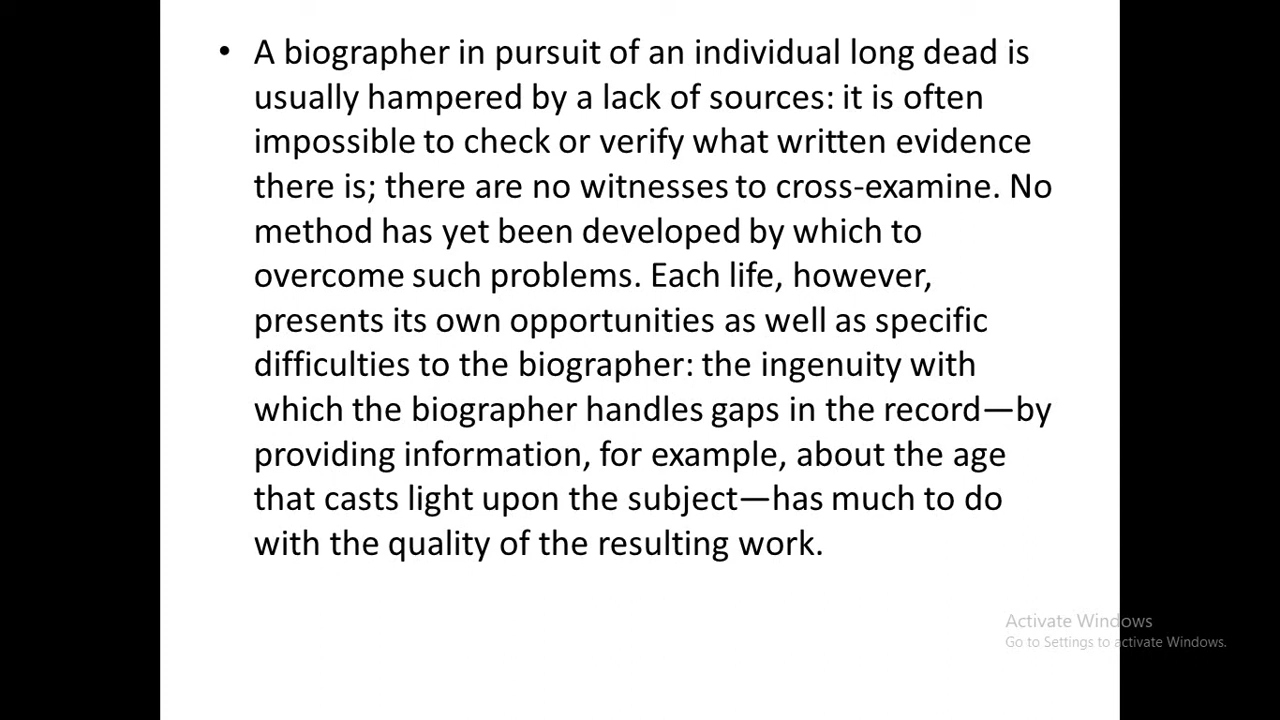 • A biographer in pursuit of an individual long dead is
usually hampered by a lack of sources: it is often
impossible to check or verify what written evidence
there is; there are no witnesses to cross-examine. No
method has yet been developed by which to
overcome such problems. Each life, however,
presents its own opportunities as well as specific
difficulties to the biographer: the ingenuity with
which the biographer handles gaps in the record—by
providing information, for example, about the age
that casts light upon the subject—has much to do
with the quality of the resulting work.
Activate Windows
Go to Settings to activate Windows.